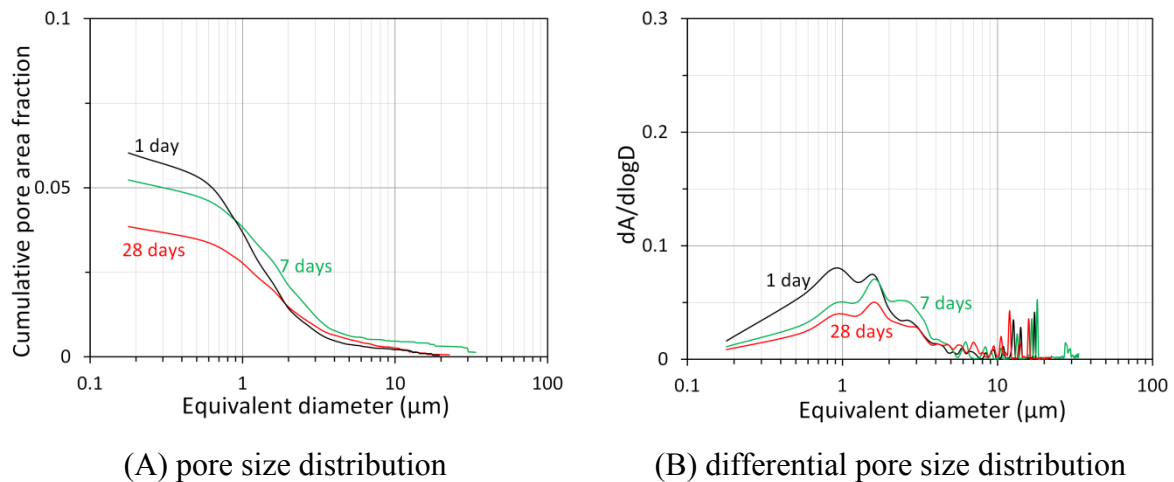 0.1
0.05
0
Cumulative pore area fraction
1 day
28 days
7 days
0.1
1
10
100
Equivalent diameter (µm)
(A) pore size distribution
0.3
0.2
0.1
0
dA/dlogD
1 day
7 days
28 days
0.1
1
10
100
Equivalent diameter (µm)
(B) differential pore size distribution